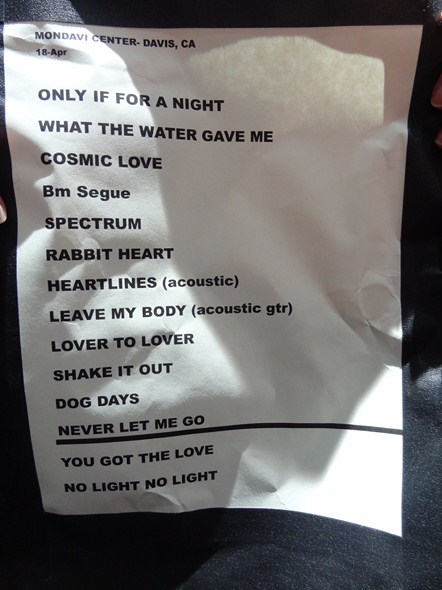 MONDAVI CENTER- DAVIS, CA
18-Apr
ONLY IF FOR A NIGHT
WHAT THE WATER GAVE ME
COSMIC LOVE
Bm Segue
SPECTRUM
RABBIT HEART
HEARTLINES (acoustic)
LEAVE MY BODY (acoustic gtr)
LOVER TO LOVER
SHAKE IT OUT
DOG DAYS
NEVER LET ME GO
YOU GOT THE LOVE
NO LIGHT NO LIGHT